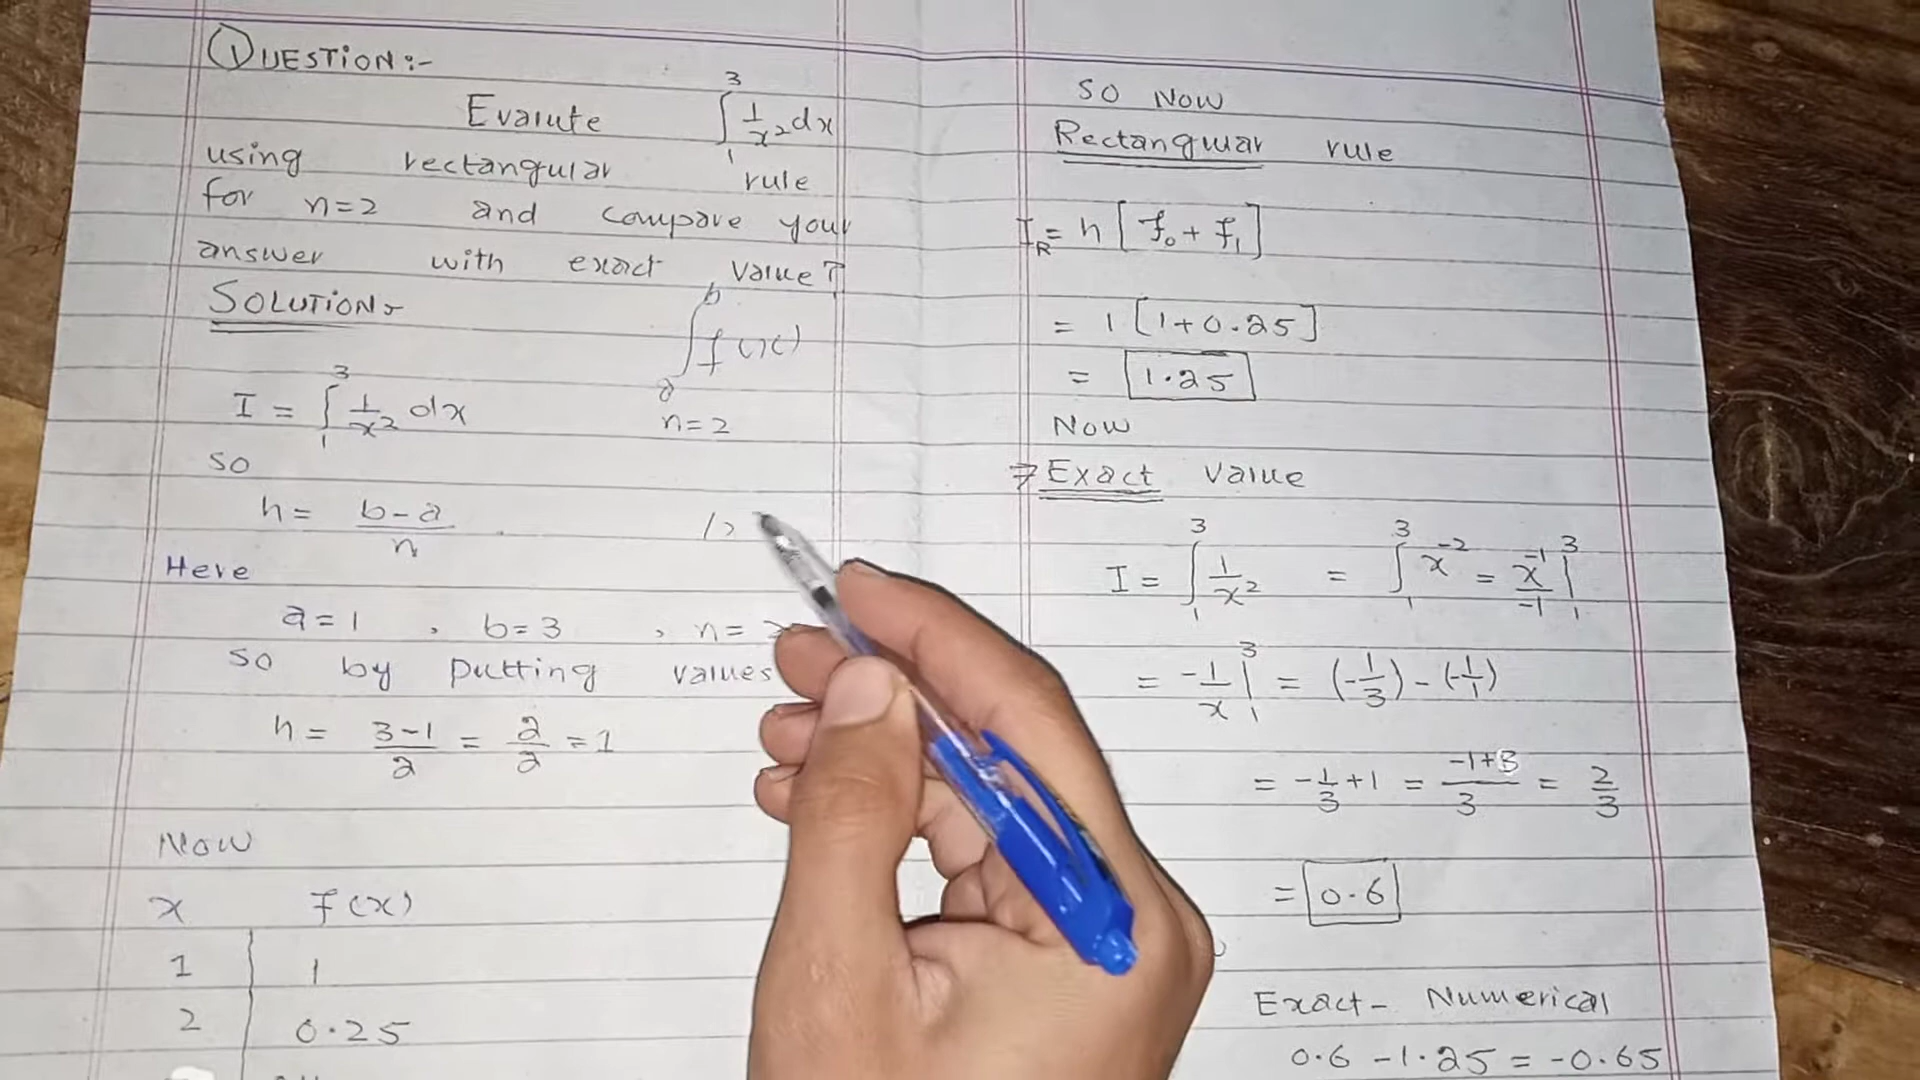 QUESTION:-
Evalute ∫₁³ 1/x² dx
using rectangular rule
for n=2 and compare your
answer with exact value?
SOLUTION:-
∫ₐᵇ f(x)
I = ∫₁³ 1/x² dx
n=2
so
h = b-a/n
Here
a=1 , b=3 , n=2
so by putting values
h = 3-1/2 = 2/2 = 1
Now
x f(x)
1 1
2 0.25
SO NOW
Rectangular rule
I_R = h [f₀ + f₁]
= 1 [1+0.25]
= 1.25
Now
⇒ Exact value
I = ∫₁³ 1/x² = ∫₁³ x⁻² = x⁻¹/-1 |₁³
= -1/x |₁³ = (-1/3) - (-1/1)
= -1/3 +1 = -1+3/3 = 2/3
= 0.6
Exact- Numerical
0.6 -1.25 = -0.65